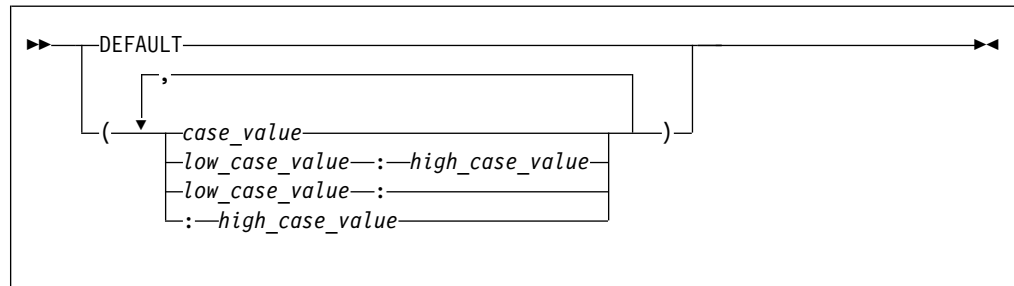 DEFAULT
,
( case_value )
low_case_value : high_case_value
low_case_value :
: high_case_value